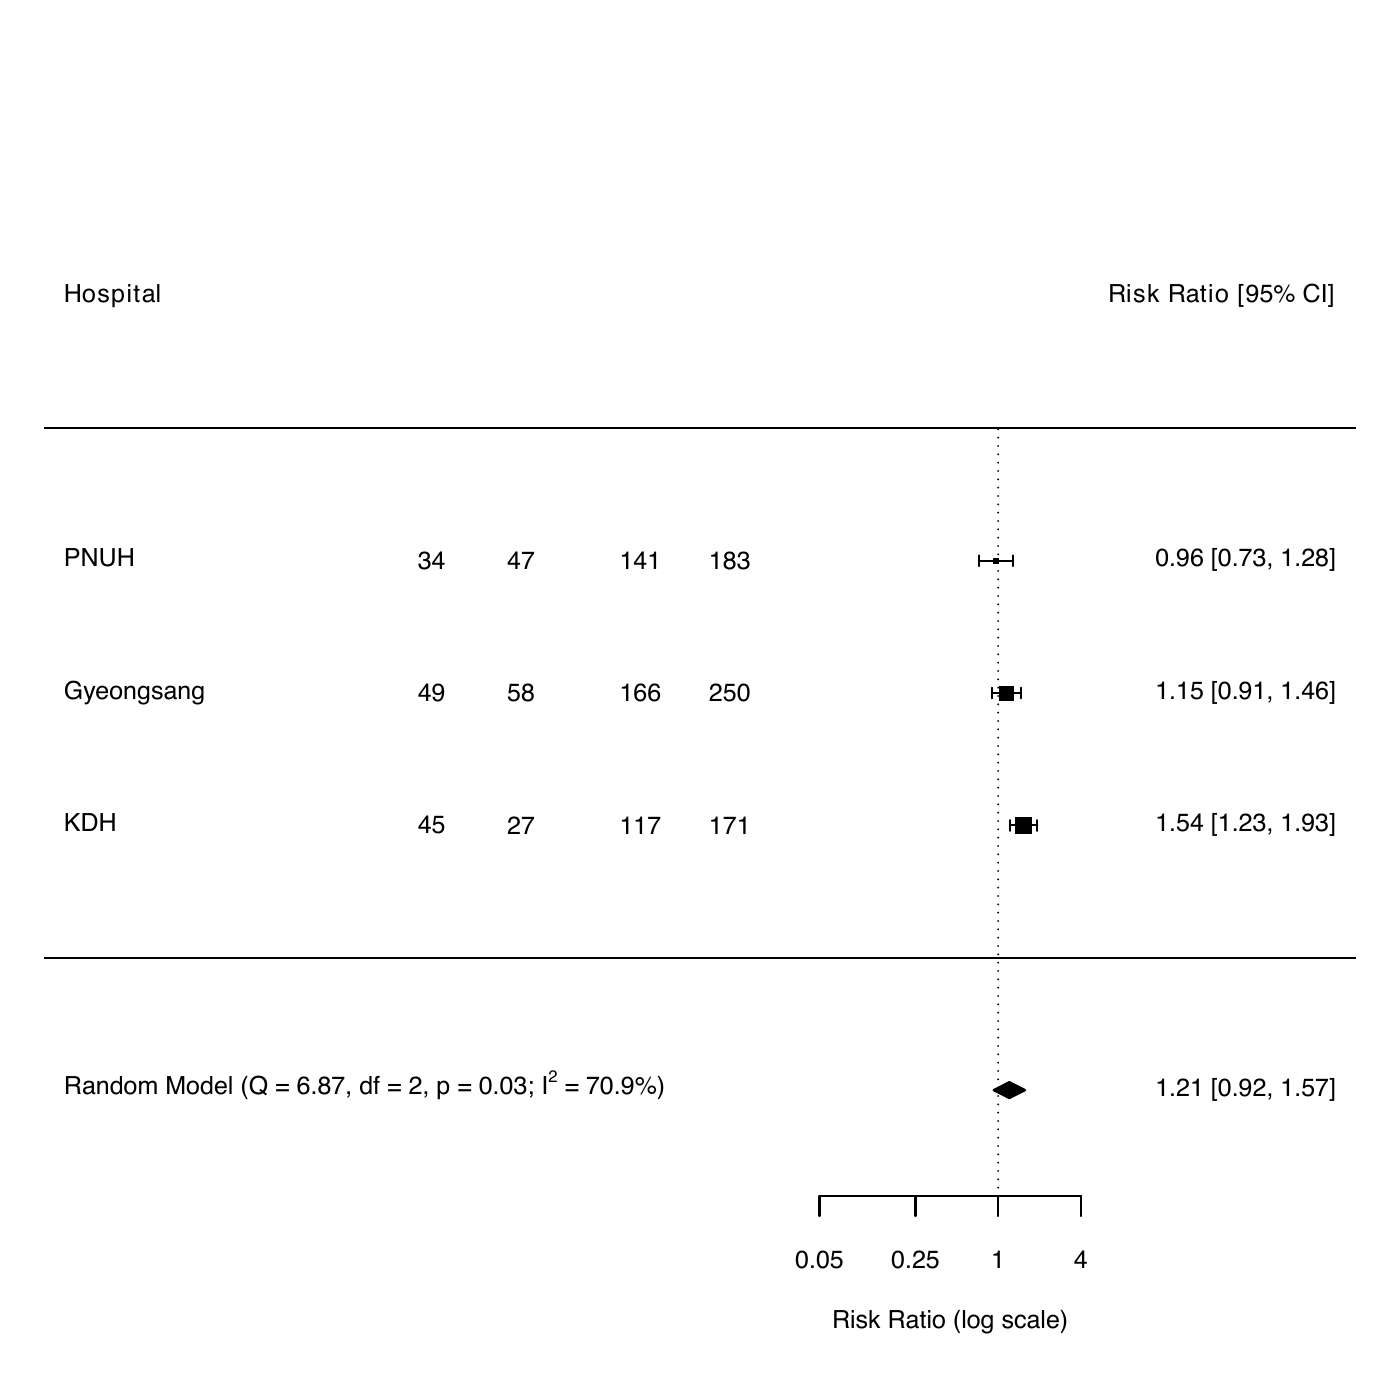 Hospital Risk Ratio [95% CI]
PNUH 34 47 141 183 0.96 [0.73, 1.28]
Gyeongsang 49 58 166 250 1.15 [0.91, 1.46]
KDH 45 27 117 171 1.54 [1.23, 1.93]
Random Model (Q = 6.87, df = 2, p = 0.03; I² = 70.9%) 1.21 [0.92, 1.57]
0.05 0.25 1 4
Risk Ratio (log scale)